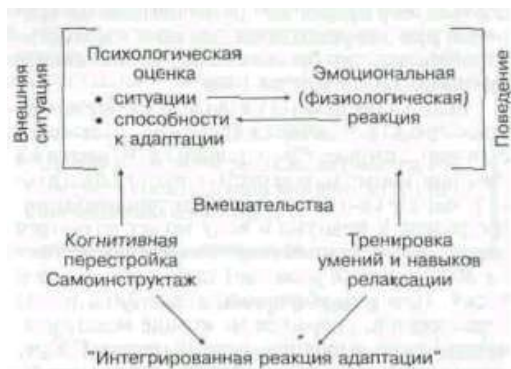 Внешняя
ситуация
Психологическая
оценка
• ситуации
• способности
к адаптации
Эмоциональная
(физиологическая)
реакция
Поведение
Вмешательства
Когнитивная
перестройка
Самоинструктаж
Тренировка
умений и навыков
релаксации
"Интегрированная реакция адаптации"